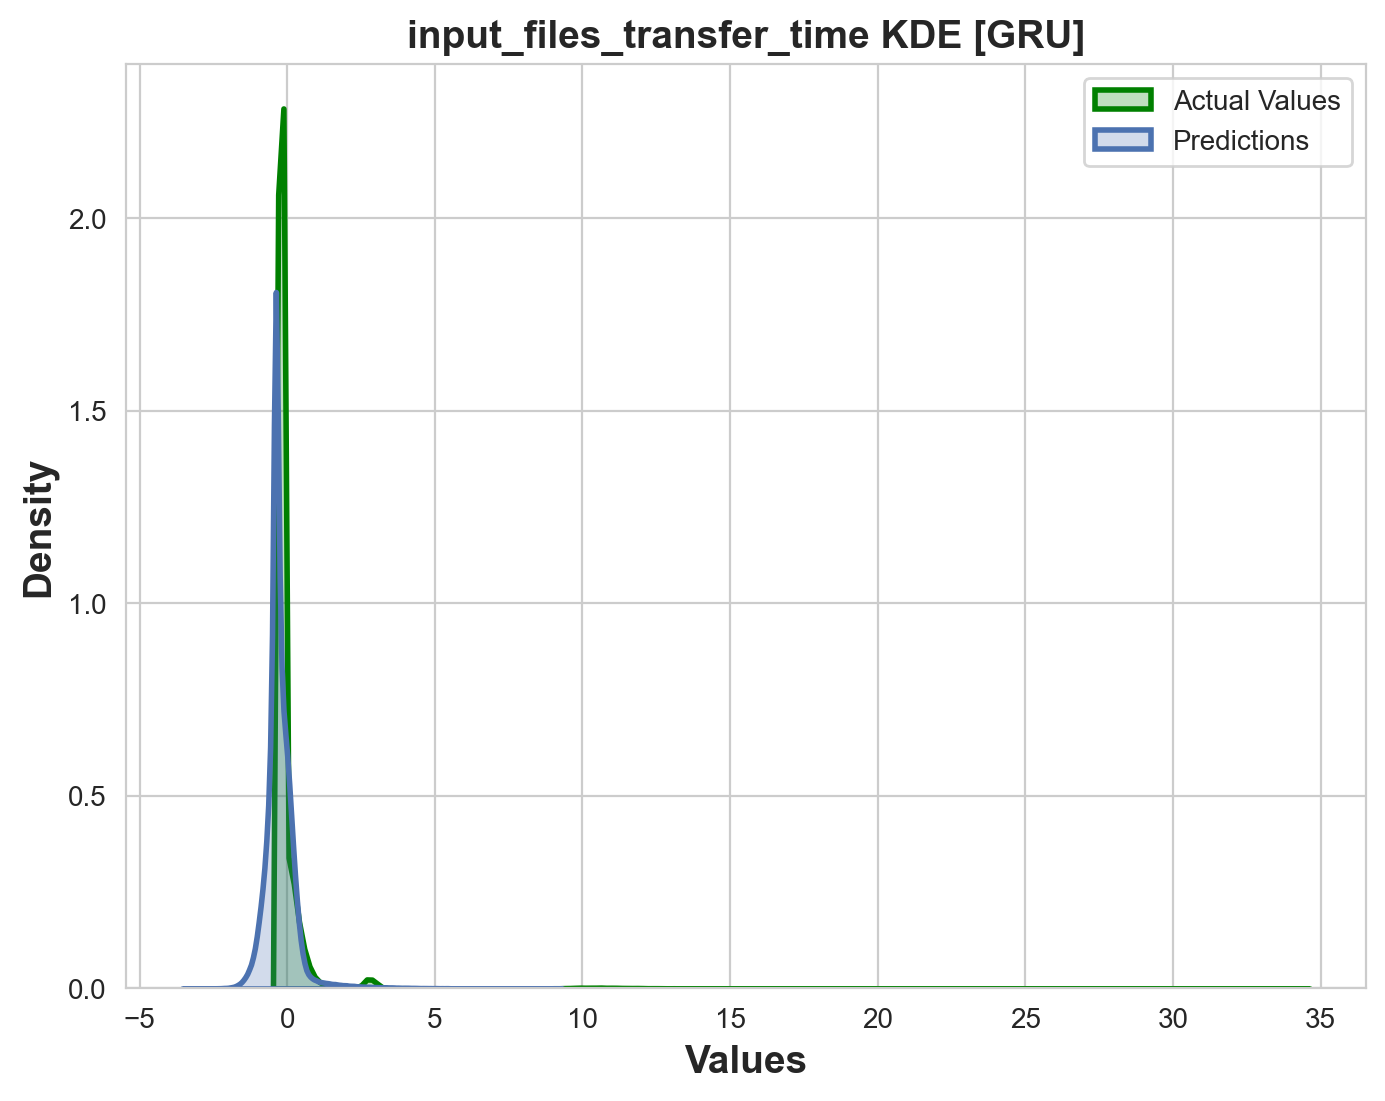 input_files_transfer_time KDE [GRU]
Actual Values
Predictions
Density
2.0
1.5
1.0
0.5
0.0
−5 0 5 10 15 20 25 30 35
Values